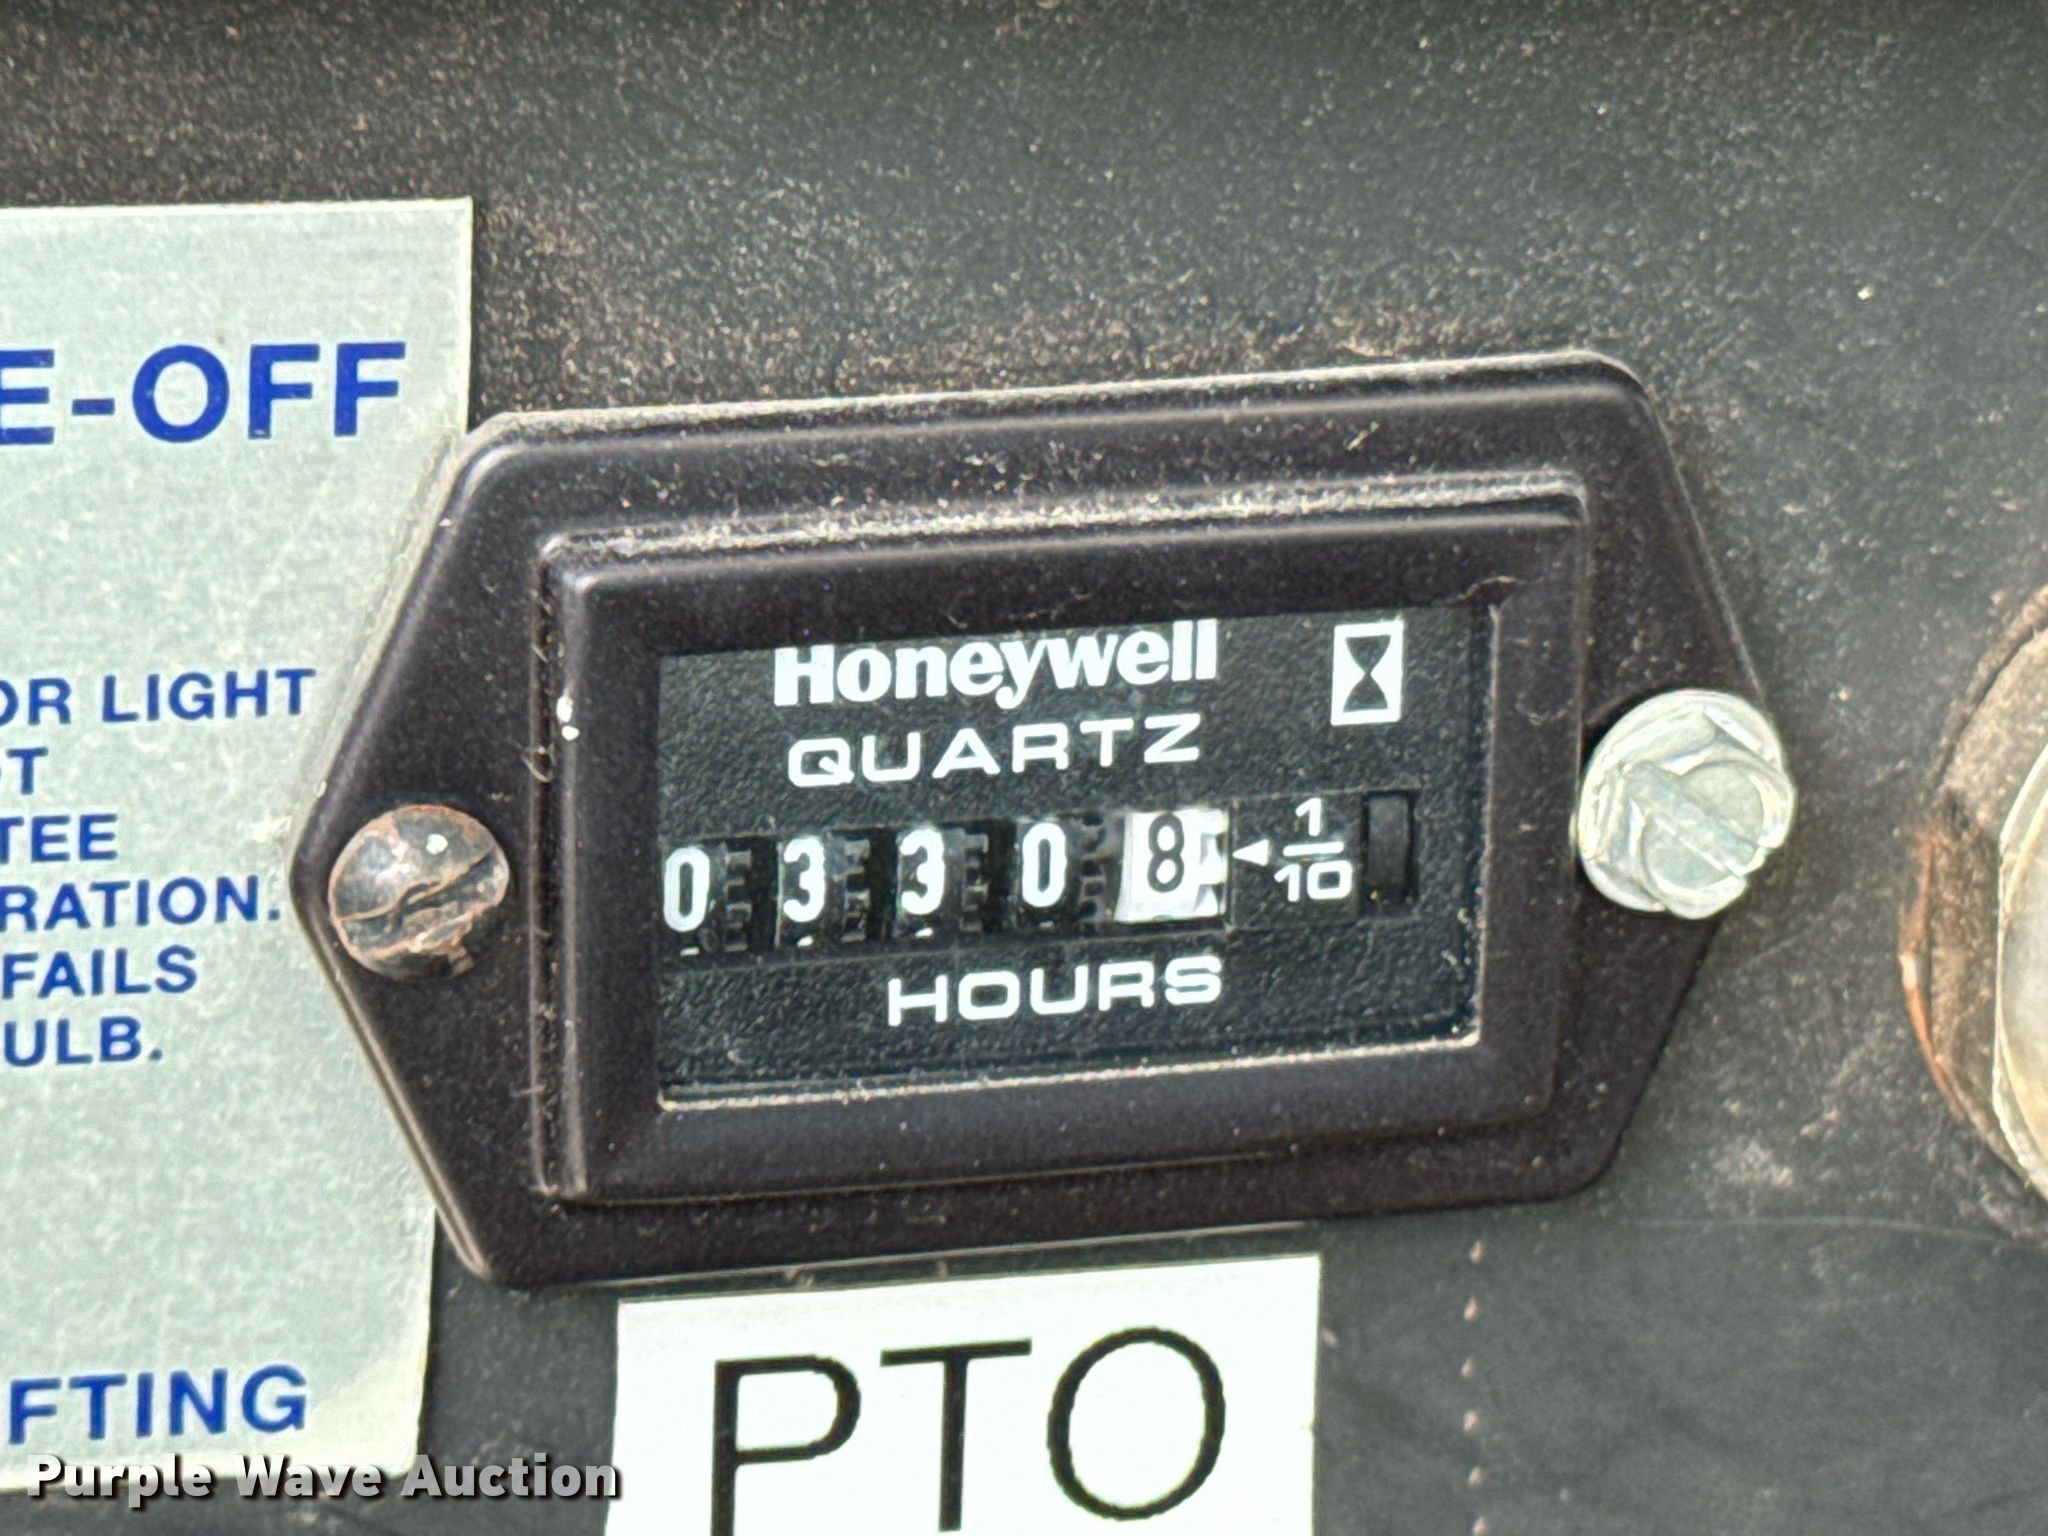 E-OFF
OR LIGHT
OT
TEE
RATION.
FAILS
ULB.
FTING
Honeywell
QUARTZ
0 3 3 0 8 1/10
HOURS
PTO
Purple Wave Auction